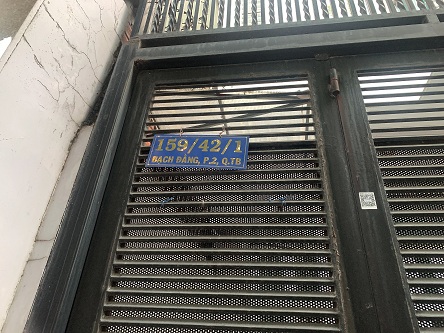 159/42/1
BẠCH ĐẰNG, P.2, Q.TB